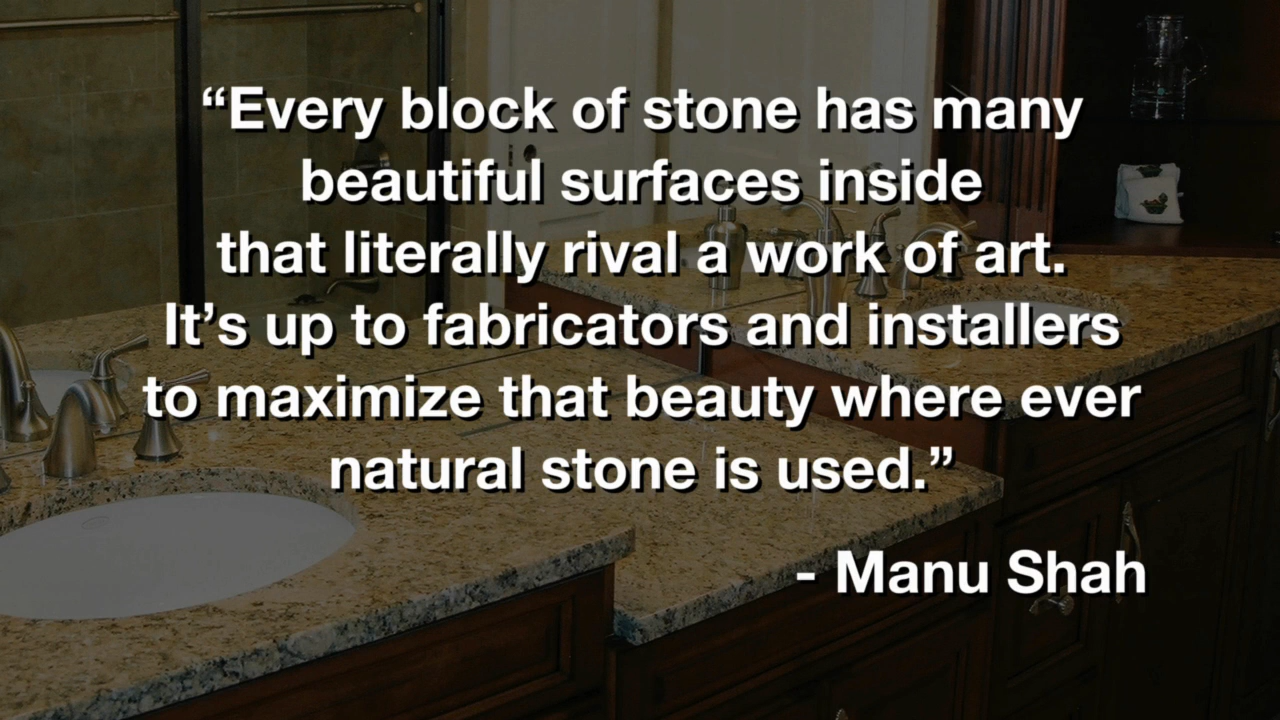 “Every block of stone has many
beautiful surfaces inside
that literally rival a work of art.
It’s up to fabricators and installers
to maximize that beauty where ever
natural stone is used.”
- Manu Shah